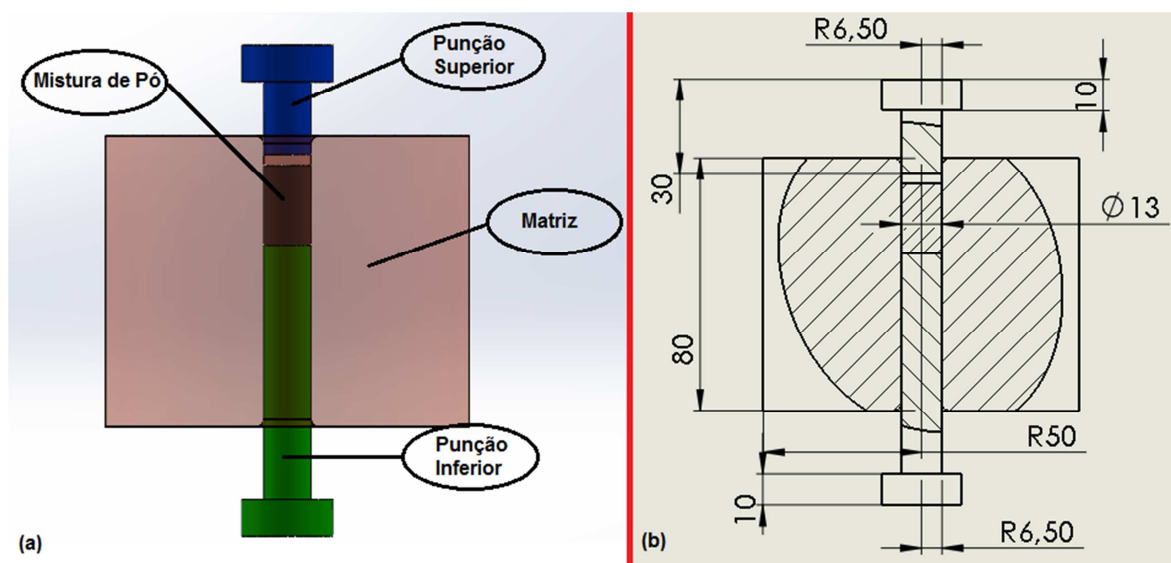 Punção
Superior
Mistura de Pó
Matriz
Punção
Inferior
(a)
R6,50
10
30
Ø13
80
R50
10
R6,50
(b)